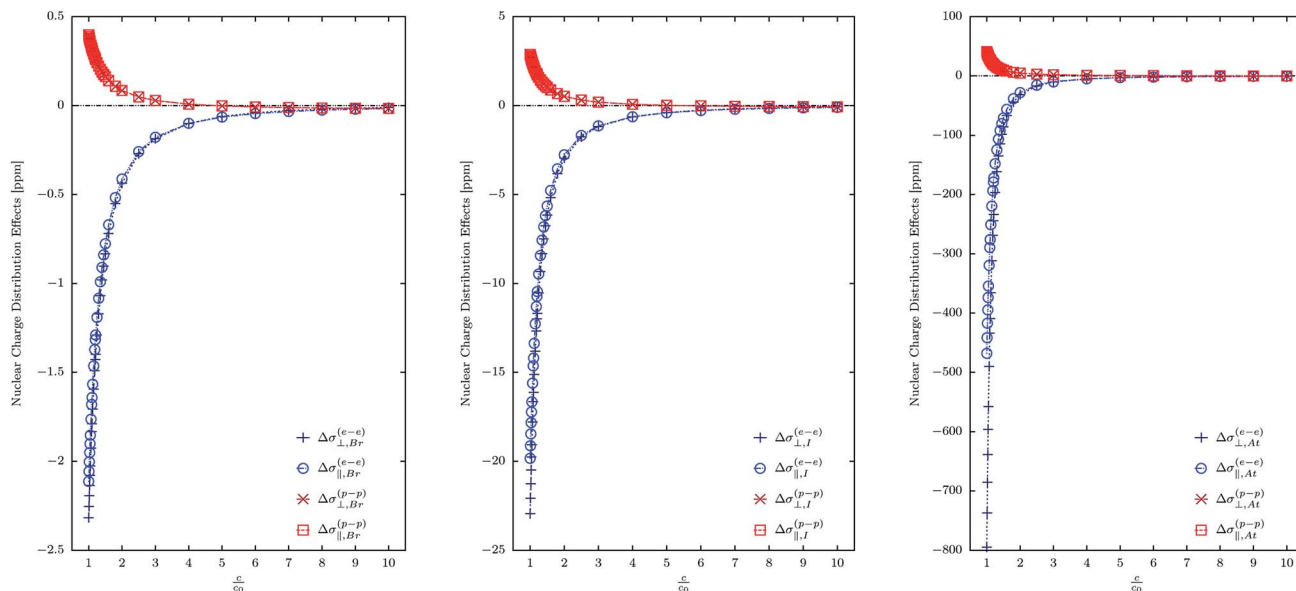 Nuclear Charge Distribution Effects [ppm]
0.5
0
−0.5
−1
−1.5
−2
−2.5
1 2 3 4 5 6 7 8 9 10
c/c₀
Δσ⊥,Br(e−e)
Δσ∥,Br(e−e)
Δσ⊥,Br(p−p)
Δσ∥,Br(p−p)
Nuclear Charge Distribution Effects [ppm]
5
0
−5
−10
−15
−20
−25
1 2 3 4 5 6 7 8 9 10
c/c₀
Δσ⊥,I(e−e)
Δσ∥,I(e−e)
Δσ⊥,I(p−p)
Δσ∥,I(p−p)
Nuclear Charge Distribution Effects [ppm]
100
0
−100
−200
−300
−400
−500
−600
−700
−800
1 2 3 4 5 6 7 8 9 10
c/c₀
Δσ⊥,At(e−e)
Δσ∥,At(e−e)
Δσ⊥,At(p−p)
Δσ∥,At(p−p)